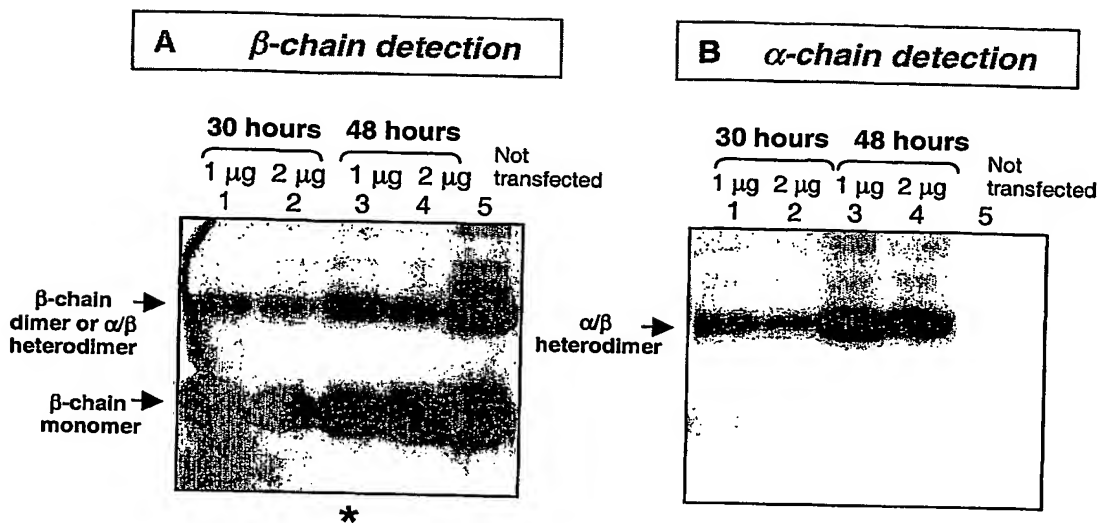 A β-chain detection
30 hours 48 hours
1 μg 2 μg 1 μg 2 μg Not transfected
1 2 3 4 5
β-chain
dimer or α/β
heterodimer
β-chain
monomer
*
B α-chain detection
30 hours 48 hours
1 μg 2 μg 1 μg 2 μg Not transfected
1 2 3 4 5
α/β
heterodimer